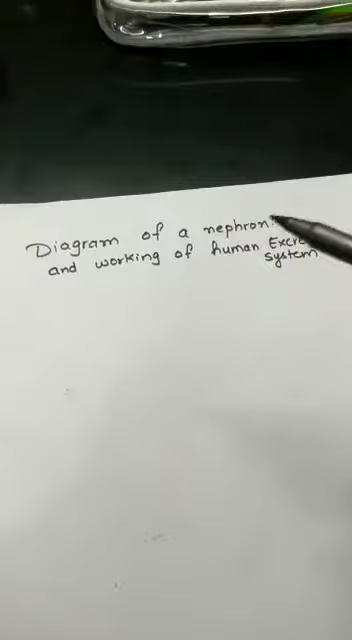 Diagram of a nephron
and working of human
system